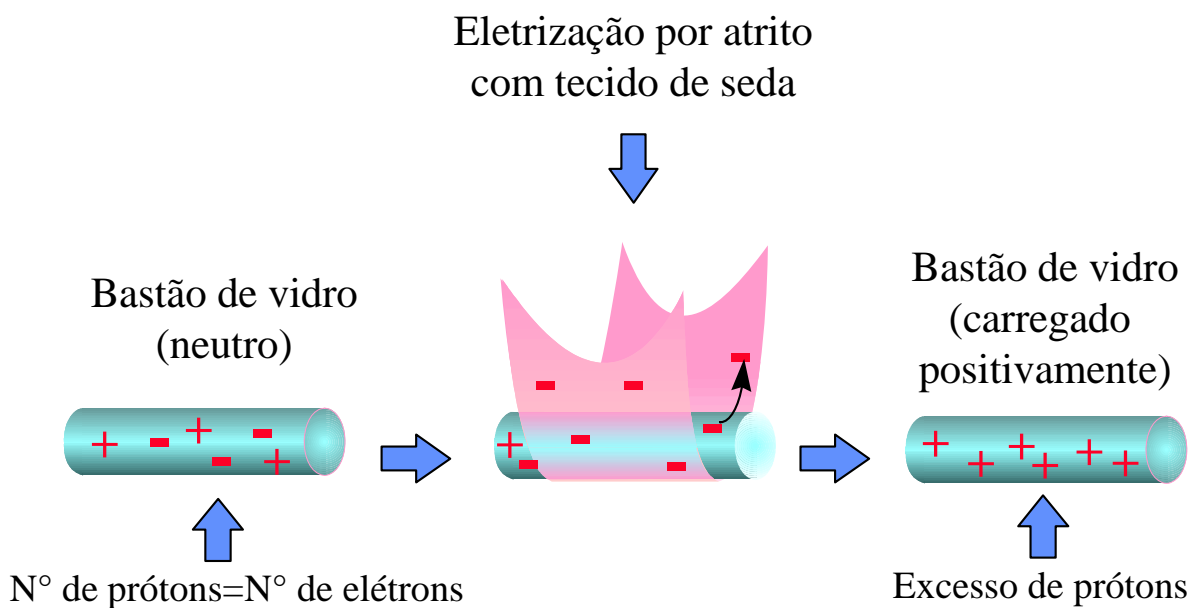 Eletrização por atrito
com tecido de seda
Bastão de vidro
(neutro)
Bastão de vidro
(carregado
positivamente)
N° de prótons=N° de elétrons
Excesso de prótons